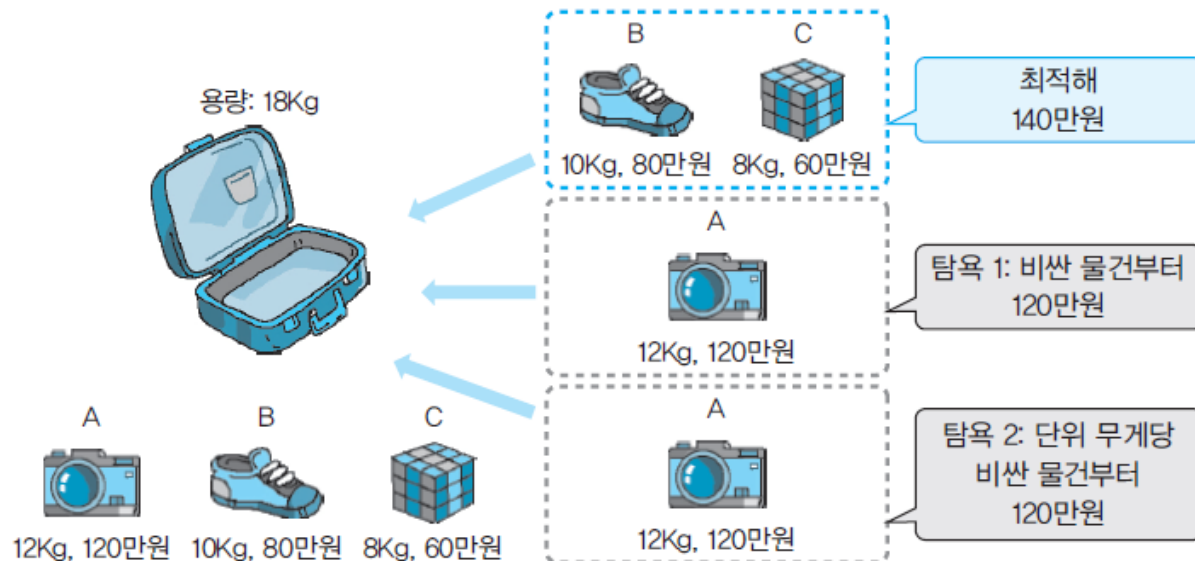 용량: 18Kg
B
C
10Kg, 80만원
8Kg, 60만원
최적해
140만원
A
12Kg, 120만원
탐욕 1: 비싼 물건부터
120만원
A
12Kg, 120만원
탐욕 2: 단위 무게당
비싼 물건부터
120만원
A
B
C
12Kg, 120만원
10Kg, 80만원
8Kg, 60만원